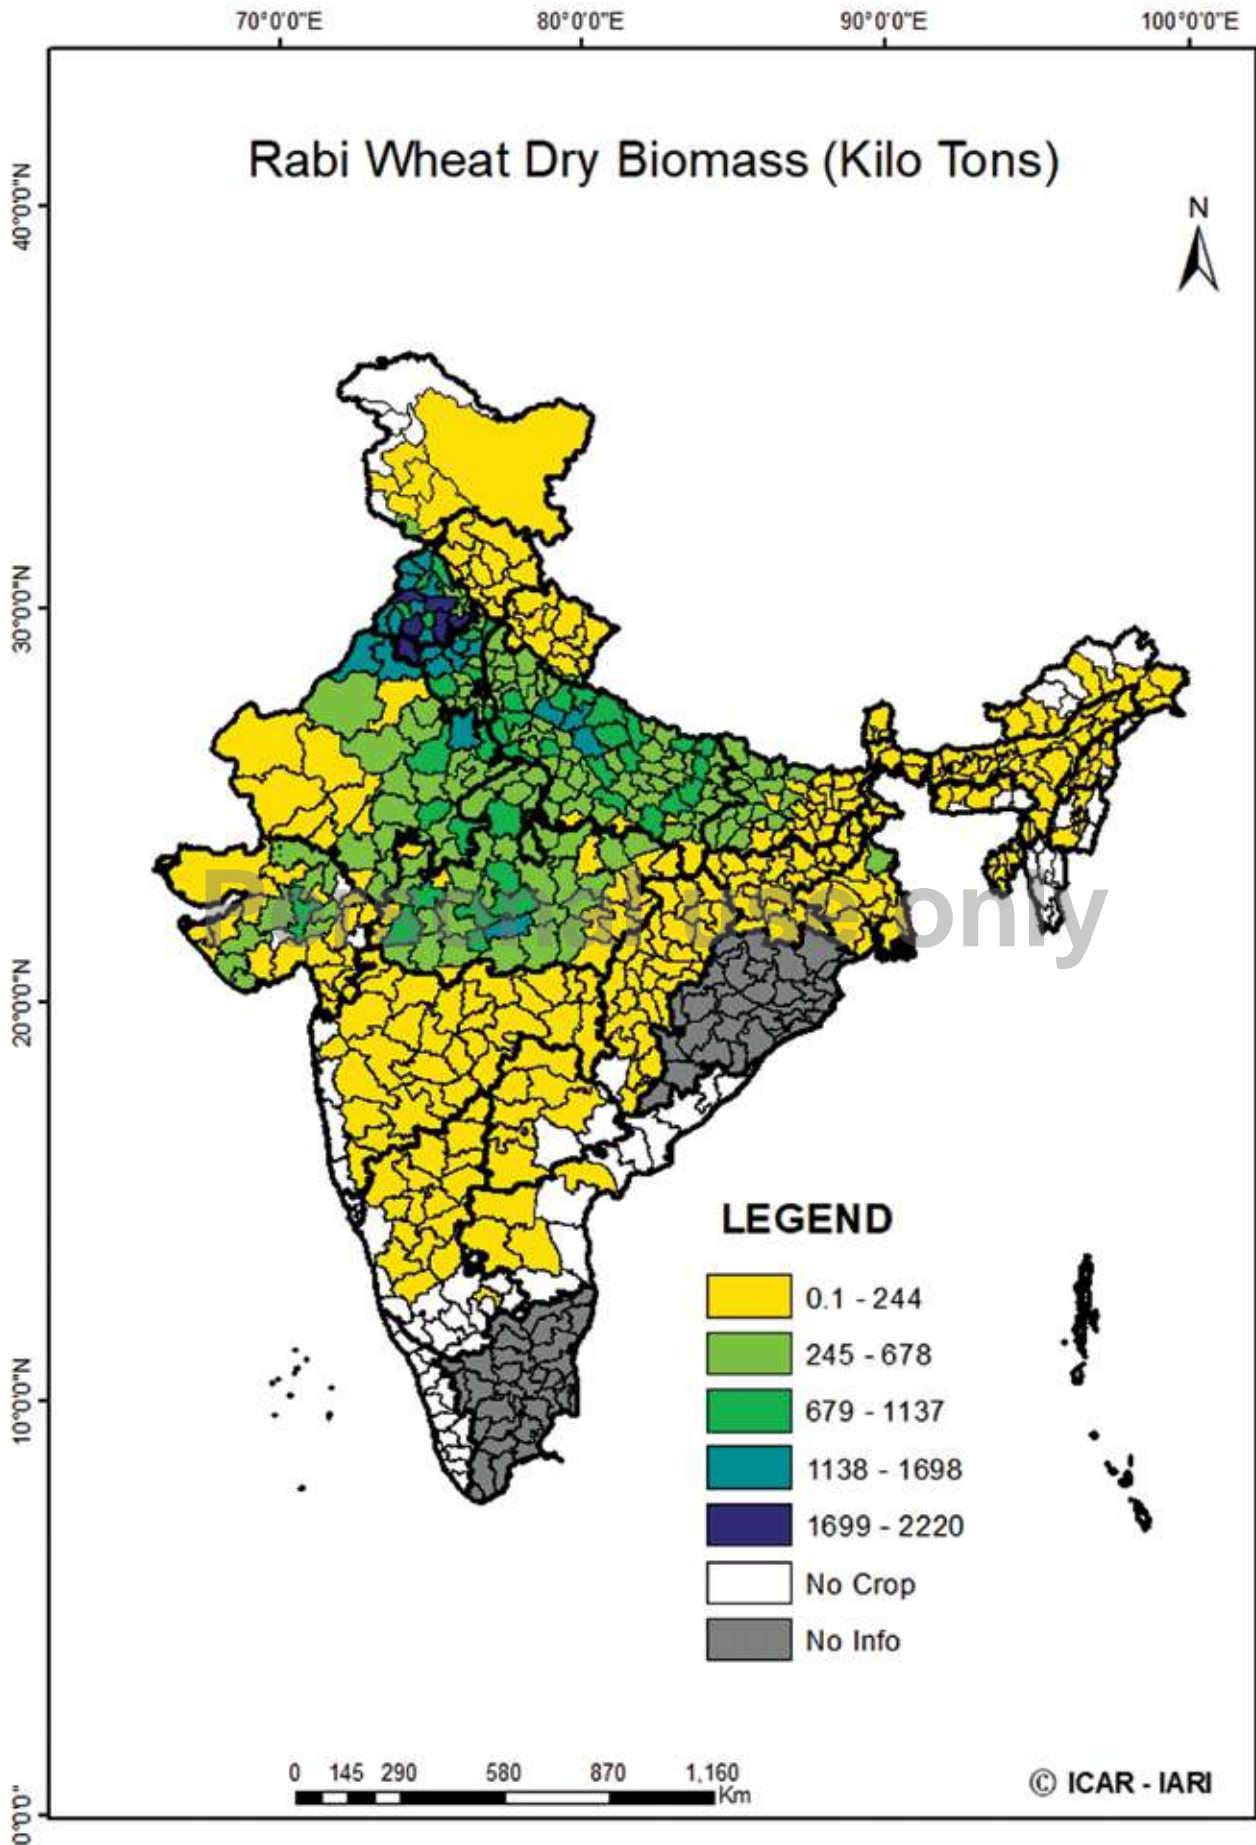 70°0'0"E 80°0'0"E 90°0'0"E 100°0'0"E
Rabi Wheat Dry Biomass (Kilo Tons)
40°0'0"N
N
30°0'0"N
Personal use only
20°0'0"N
LEGEND
0.1 - 244
245 - 678
679 - 1137
1138 - 1698
1699 - 2220
No Crop
No Info
10°0'0"N
0 145 290 580 870 1,160
Km
© ICAR - IARI
0°0'0"